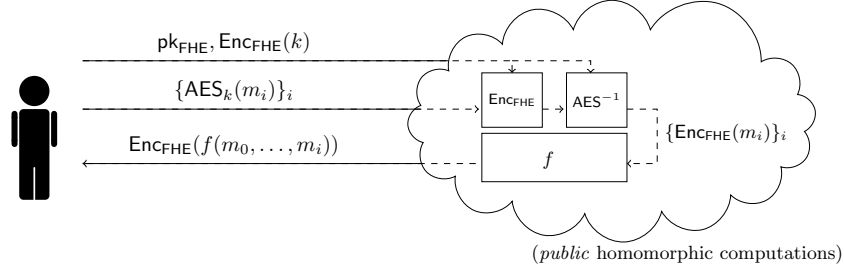 pk_FHE, Enc_FHE(k)
{AES_k(m_i)}_i
Enc_FHE
AES⁻¹
{Enc_FHE(m_i)}_i
Enc_FHE(f(m_0, . . . , m_i))
f
(public homomorphic computations)